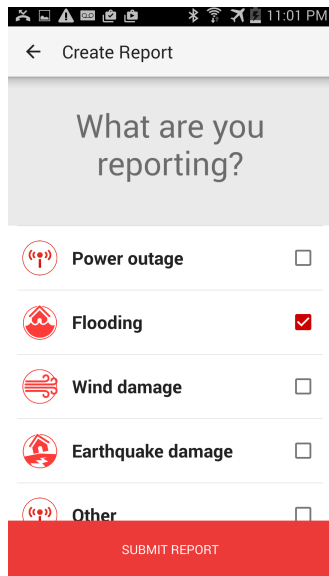 11:01 PM
Create Report
What are you
reporting?
Power outage
Flooding
Wind damage
Earthquake damage
Other
SUBMIT REPORT